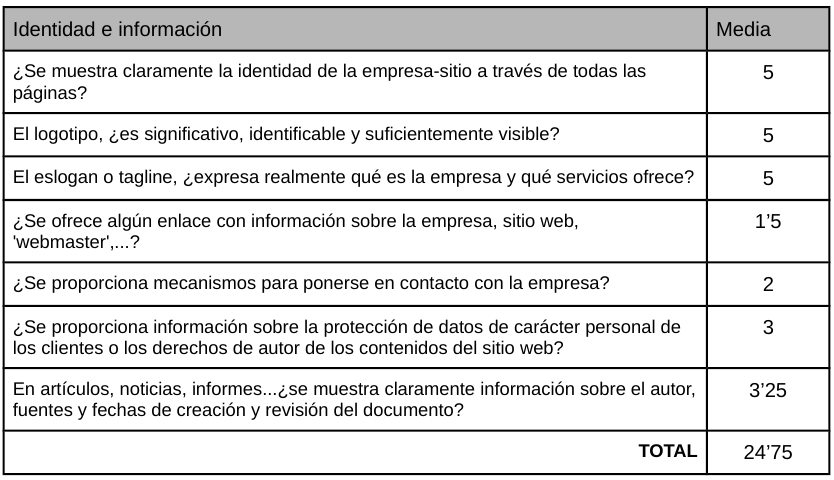 Identidad e información Media
¿Se muestra claramente la identidad de la empresa-sitio a través de todas las 5
páginas?
El logotipo, ¿es significativo, identificable y suficientemente visible? 5
El eslogan o tagline, ¿expresa realmente qué es la empresa y qué servicios ofrece? 5
¿Se ofrece algún enlace con información sobre la empresa, sitio web, 1’5
'webmaster',...?
¿Se proporciona mecanismos para ponerse en contacto con la empresa? 2
¿Se proporciona información sobre la protección de datos de carácter personal de 3
los clientes o los derechos de autor de los contenidos del sitio web?
En artículos, noticias, informes...¿se muestra claramente información sobre el autor, 3’25
fuentes y fechas de creación y revisión del documento?
TOTAL 24’75